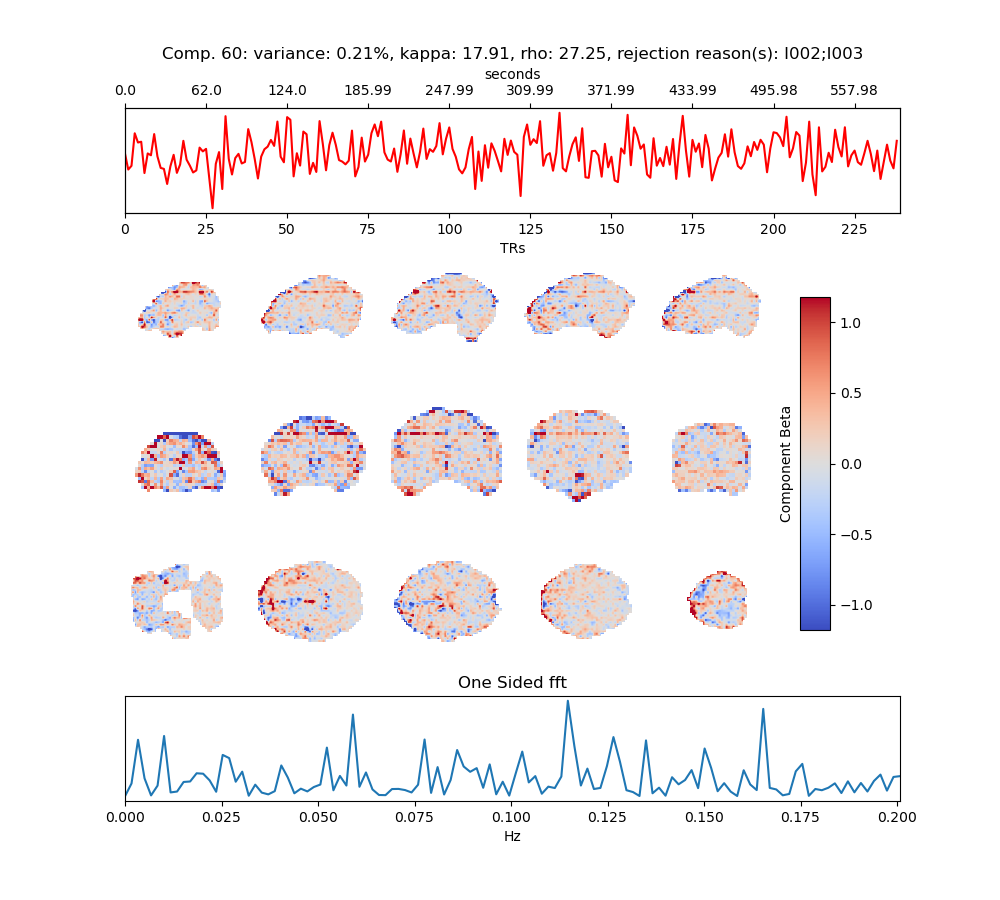 Comp. 60: variance: 0.21%, kappa: 17.91, rho: 27.25, rejection reason(s): I002;I003
seconds
0.0 62.0 124.0 185.99 247.99 309.99 371.99 433.99 495.98 557.98
0 25 50 75 100 125 150 175 200 225
TRs
1.0
0.5
0.0
−0.5
−1.0
Component Beta
One Sided fft
0.000 0.025 0.050 0.075 0.100 0.125 0.150 0.175 0.200
Hz